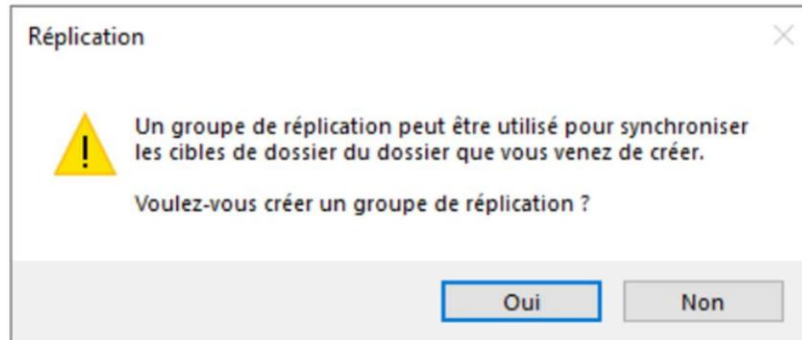 Réplication
Un groupe de réplication peut être utilisé pour synchroniser
les cibles de dossier du dossier que vous venez de créer.
Voulez-vous créer un groupe de réplication ?
Oui
Non